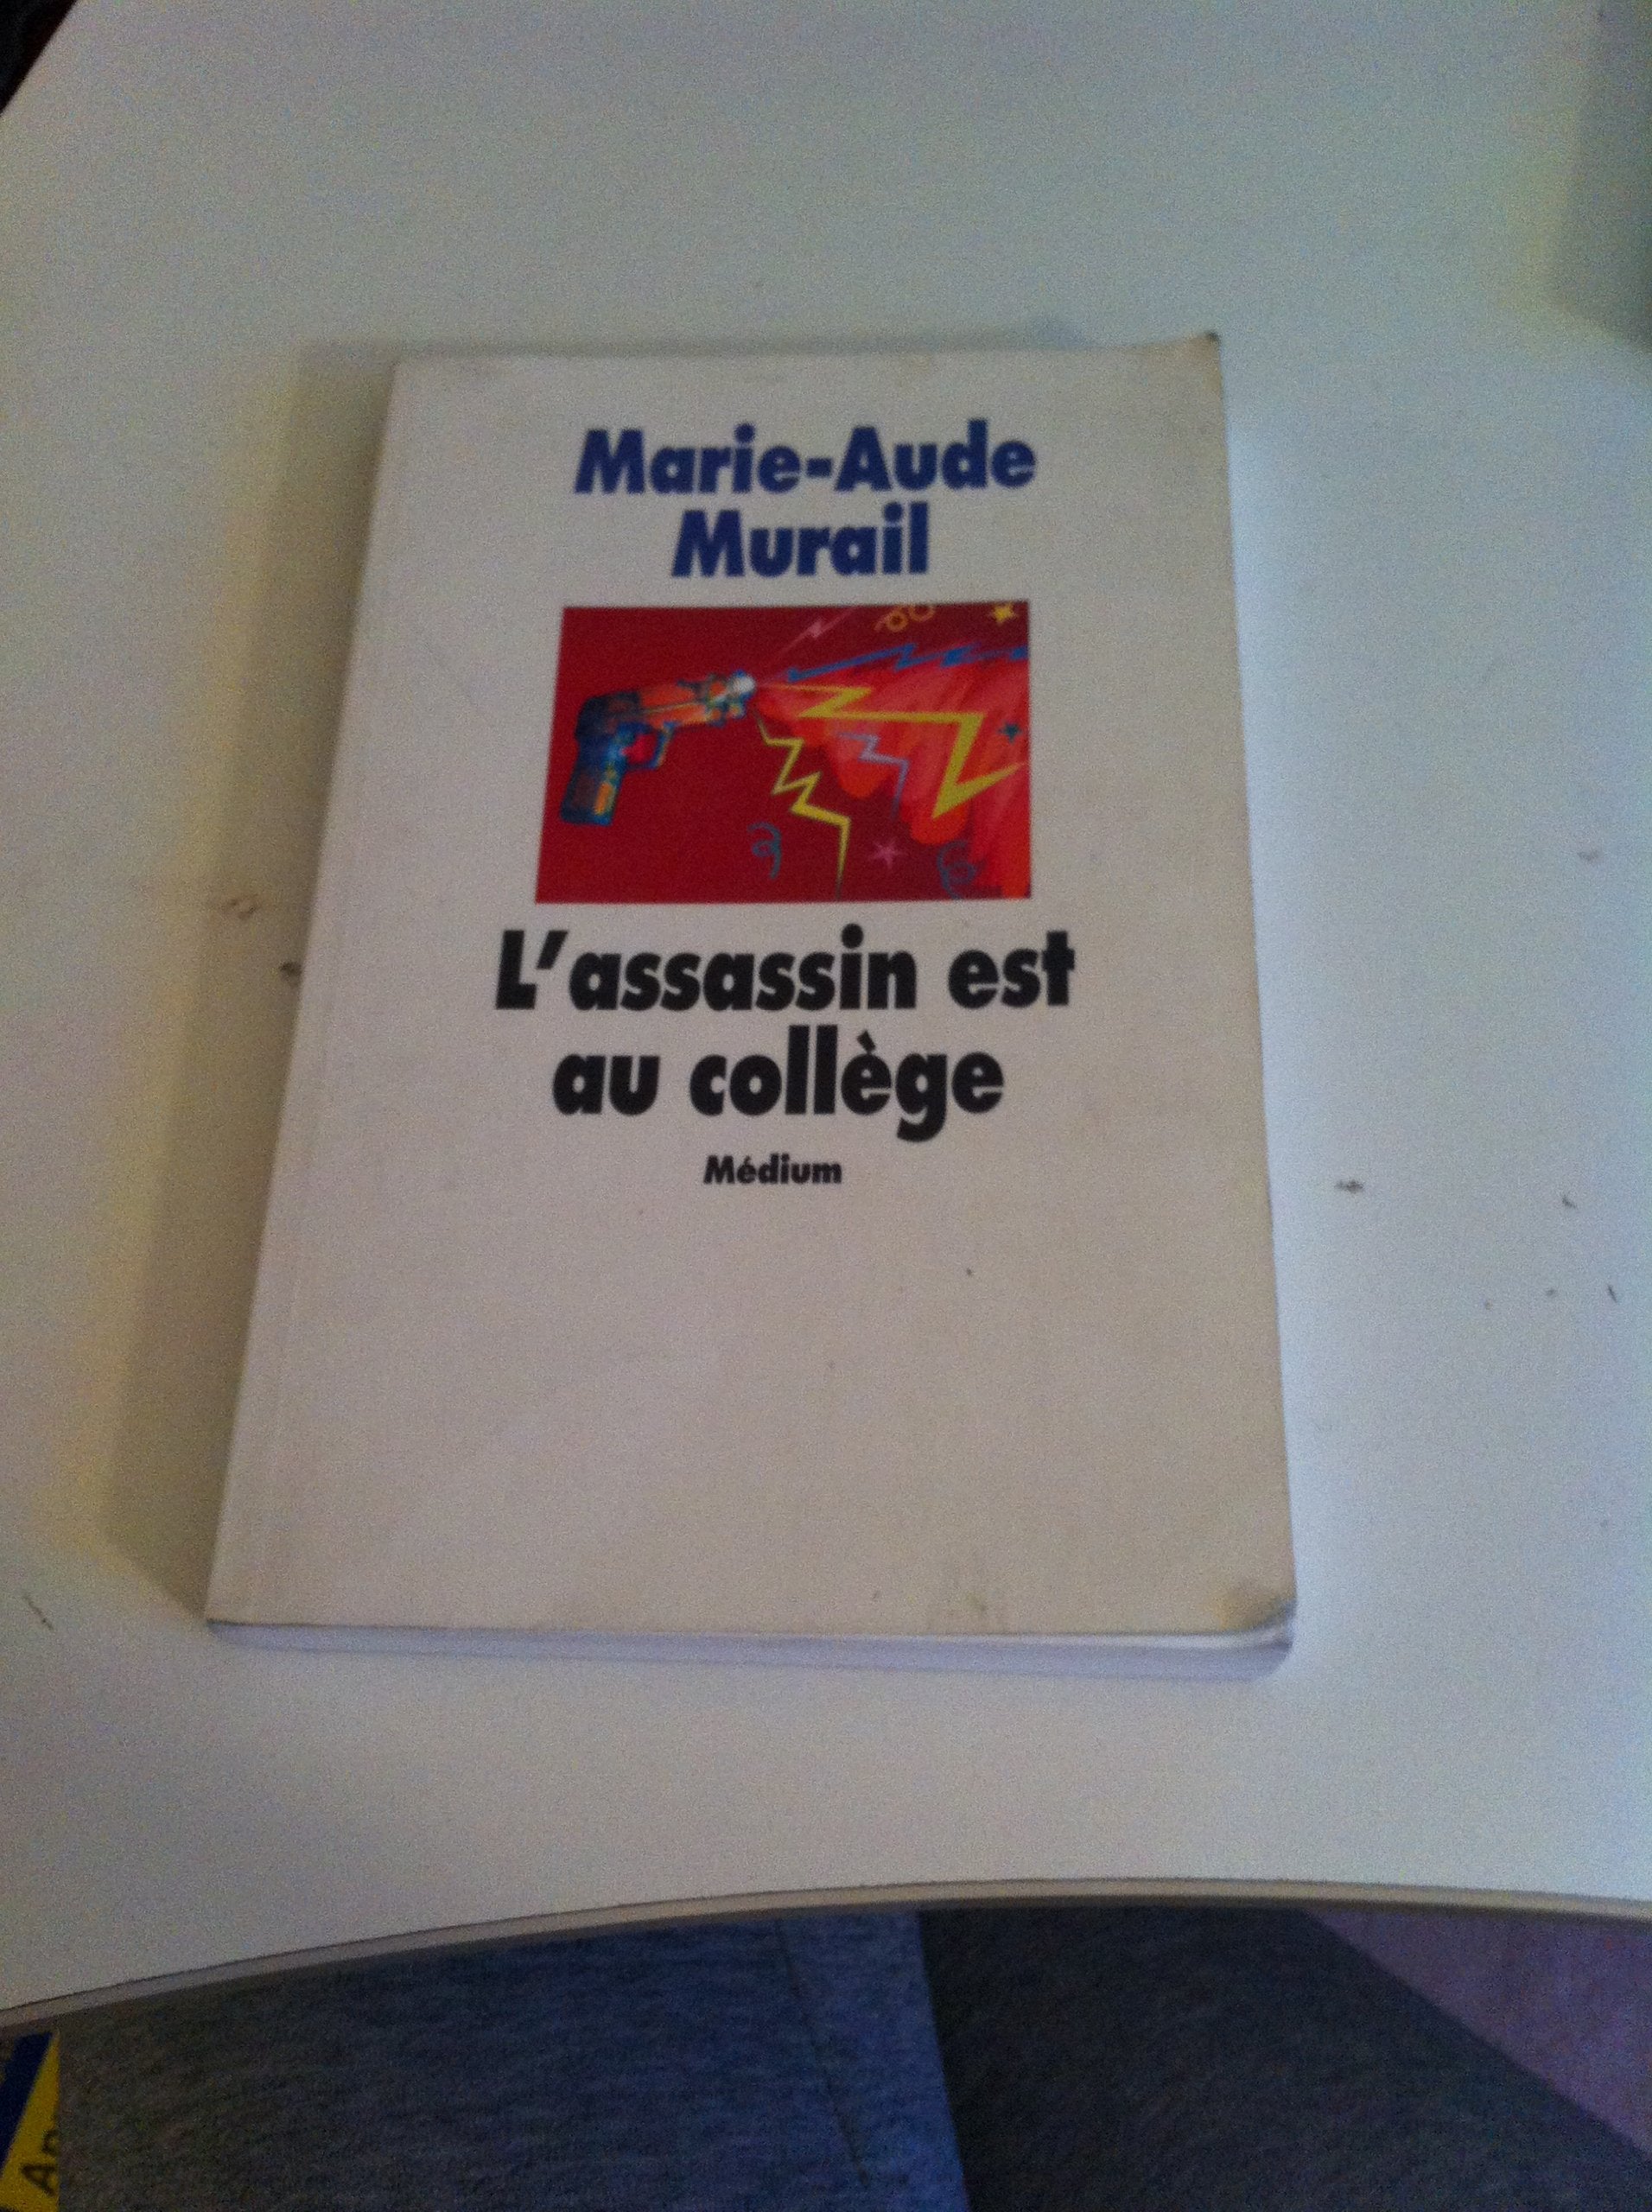 Marie-Aude
Murail
L'assassin est
au collège
Médium